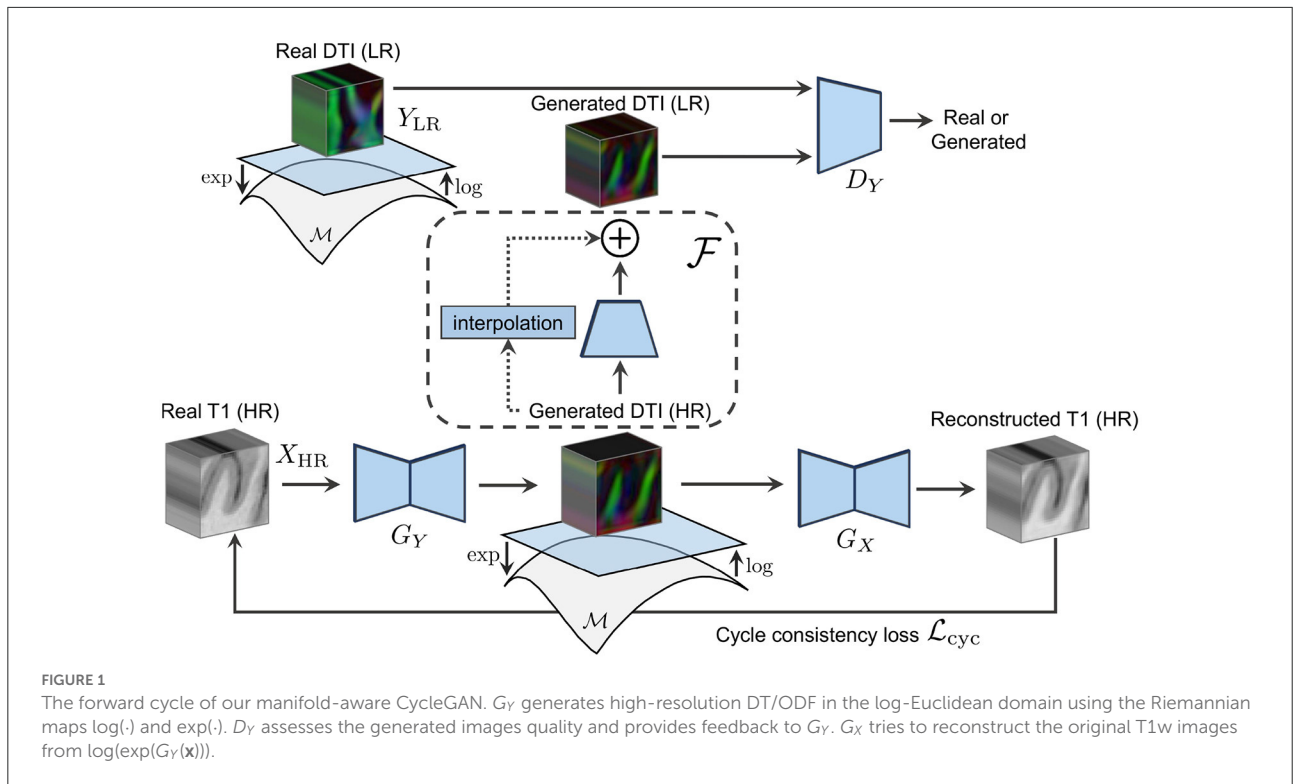 Real DTI (LR)
Y_LR
exp
log
ℳ
Generated DTI (LR)
D_Y
Real or
Generated
ℱ
interpolation
Generated DTI (HR)
Real T1 (HR)
X_HR
G_Y
exp
log
ℳ
G_X
Reconstructed T1 (HR)
Cycle consistency loss ℒ_cyc
FIGURE 1
The forward cycle of our manifold-aware CycleGAN. G_Y generates high-resolution DT/ODF in the log-Euclidean domain using the Riemannian
maps log(·) and exp(·). D_Y assesses the generated images quality and provides feedback to G_Y. G_X tries to reconstruct the original T1w images
from log(exp(G_Y(x))).